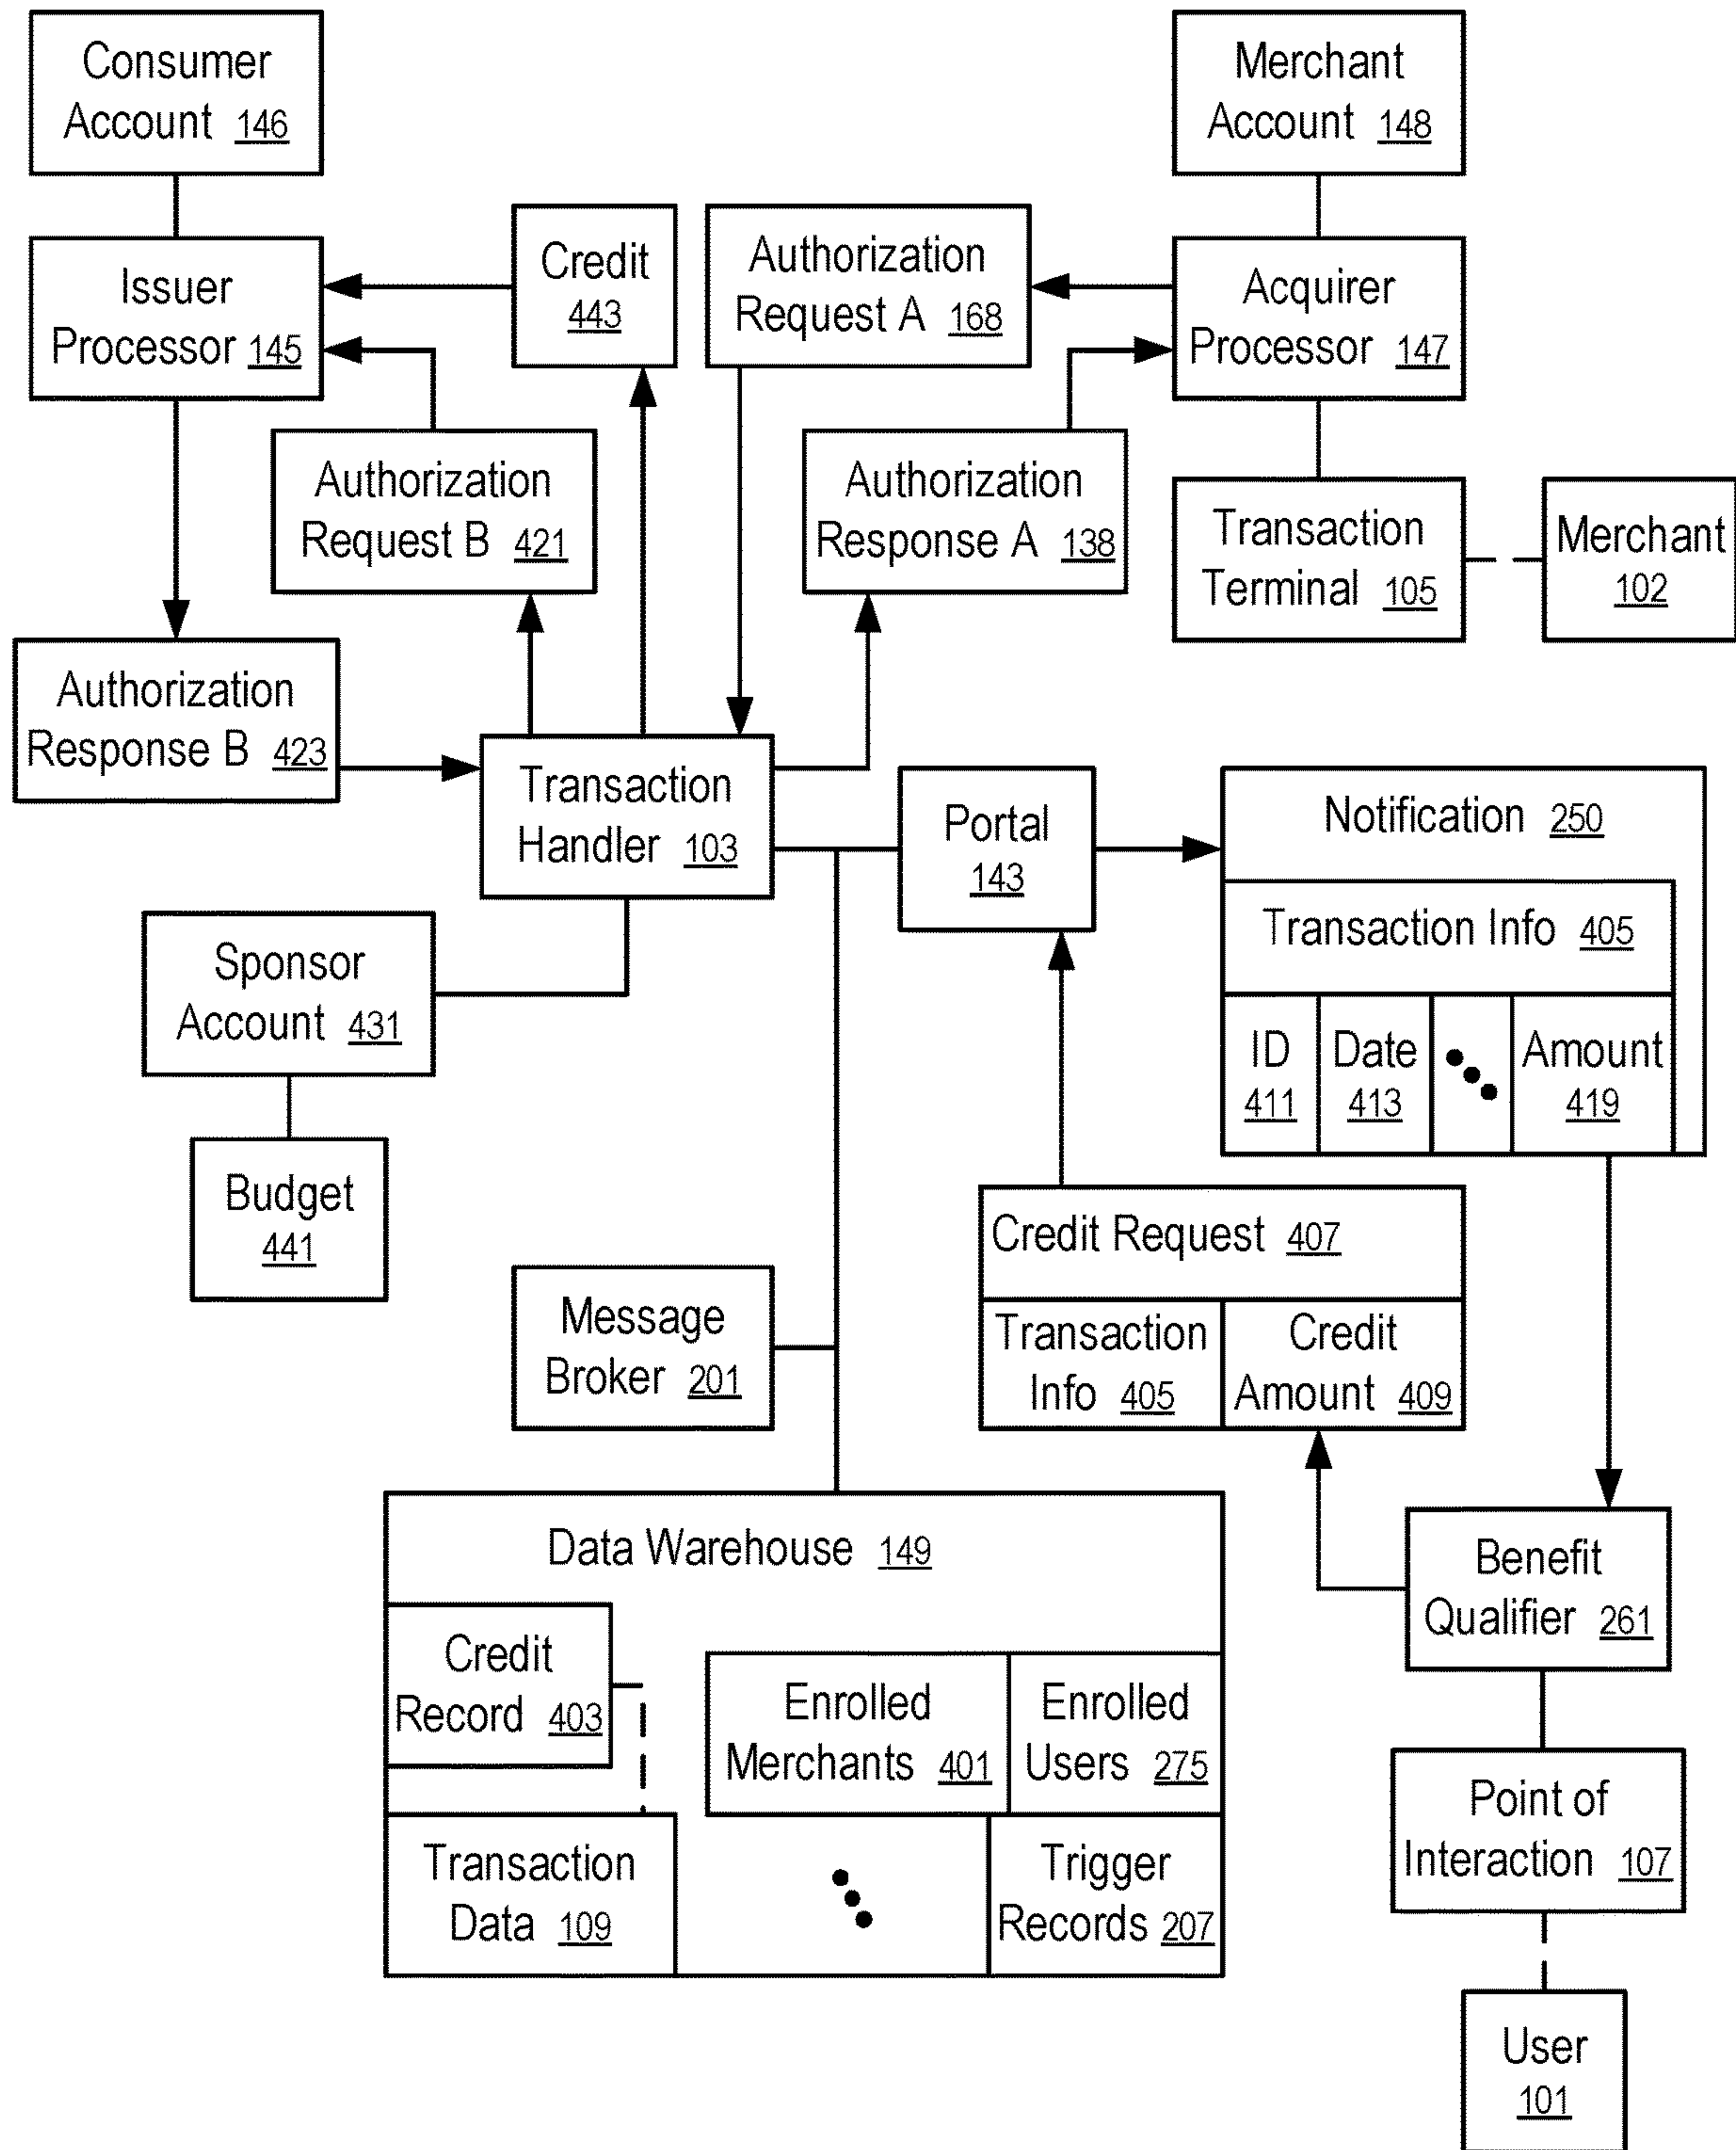 Consumer
Account 146
Merchant
Account 148
Issuer
Processor 145
Credit
443
Authorization
Request A 168
Acquirer
Processor 147
Authorization
Request B 421
Authorization
Response A 138
Transaction
Terminal 105
Merchant
102
Authorization
Response B 423
Transaction
Handler 103
Portal
143
Notification 250
Transaction Info 405
ID
411
Date
413
Amount
419
Sponsor
Account 431
Budget
441
Credit Request 407
Transaction
Info 405
Credit
Amount 409
Message
Broker 201
Data Warehouse 149
Credit
Record 403
Enrolled
Merchants 401
Enrolled
Users 275
Transaction
Data 109
Trigger
Records 207
Benefit
Qualifier 261
Point of
Interaction 107
User
101